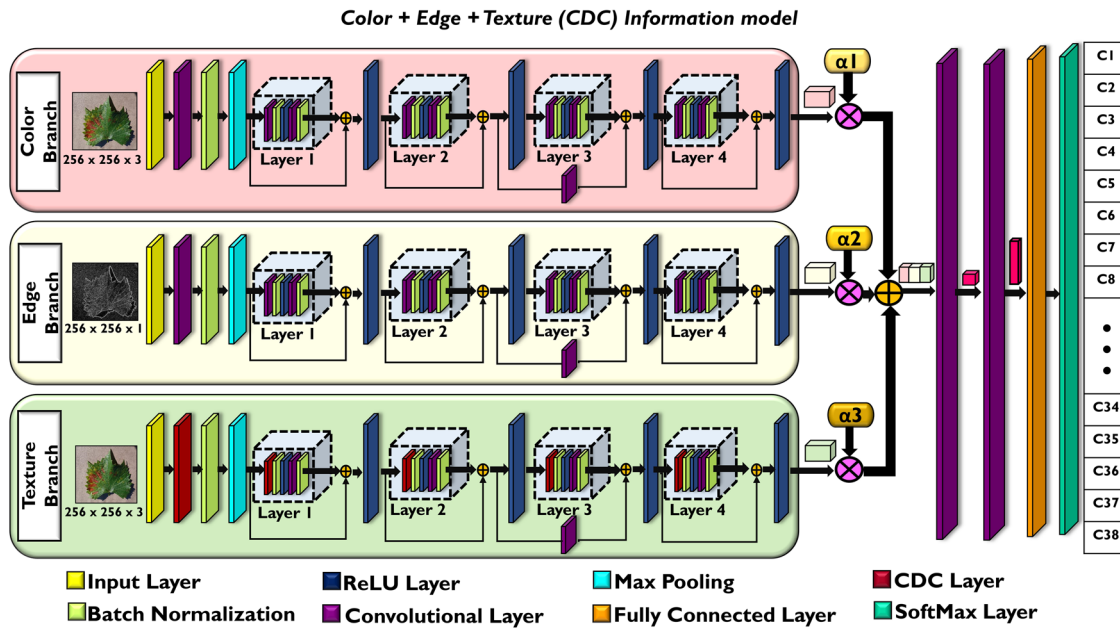 Color + Edge + Texture (CDC) Information model
Color
Branch
256 x 256 x 3
Layer 1
Layer 2
Layer 3
Layer 4
α1
Edge
Branch
256 x 256 x 1
Layer 1
Layer 2
Layer 3
Layer 4
α2
Texture
Branch
256 x 256 x 3
Layer 1
Layer 2
Layer 3
Layer 4
α3
C1
C2
C3
C4
C5
C6
C7
C8
C34
C35
C36
C37
C38
Input Layer
ReLU Layer
Max Pooling
CDC Layer
Batch Normalization
Convolutional Layer
Fully Connected Layer
SoftMax Layer